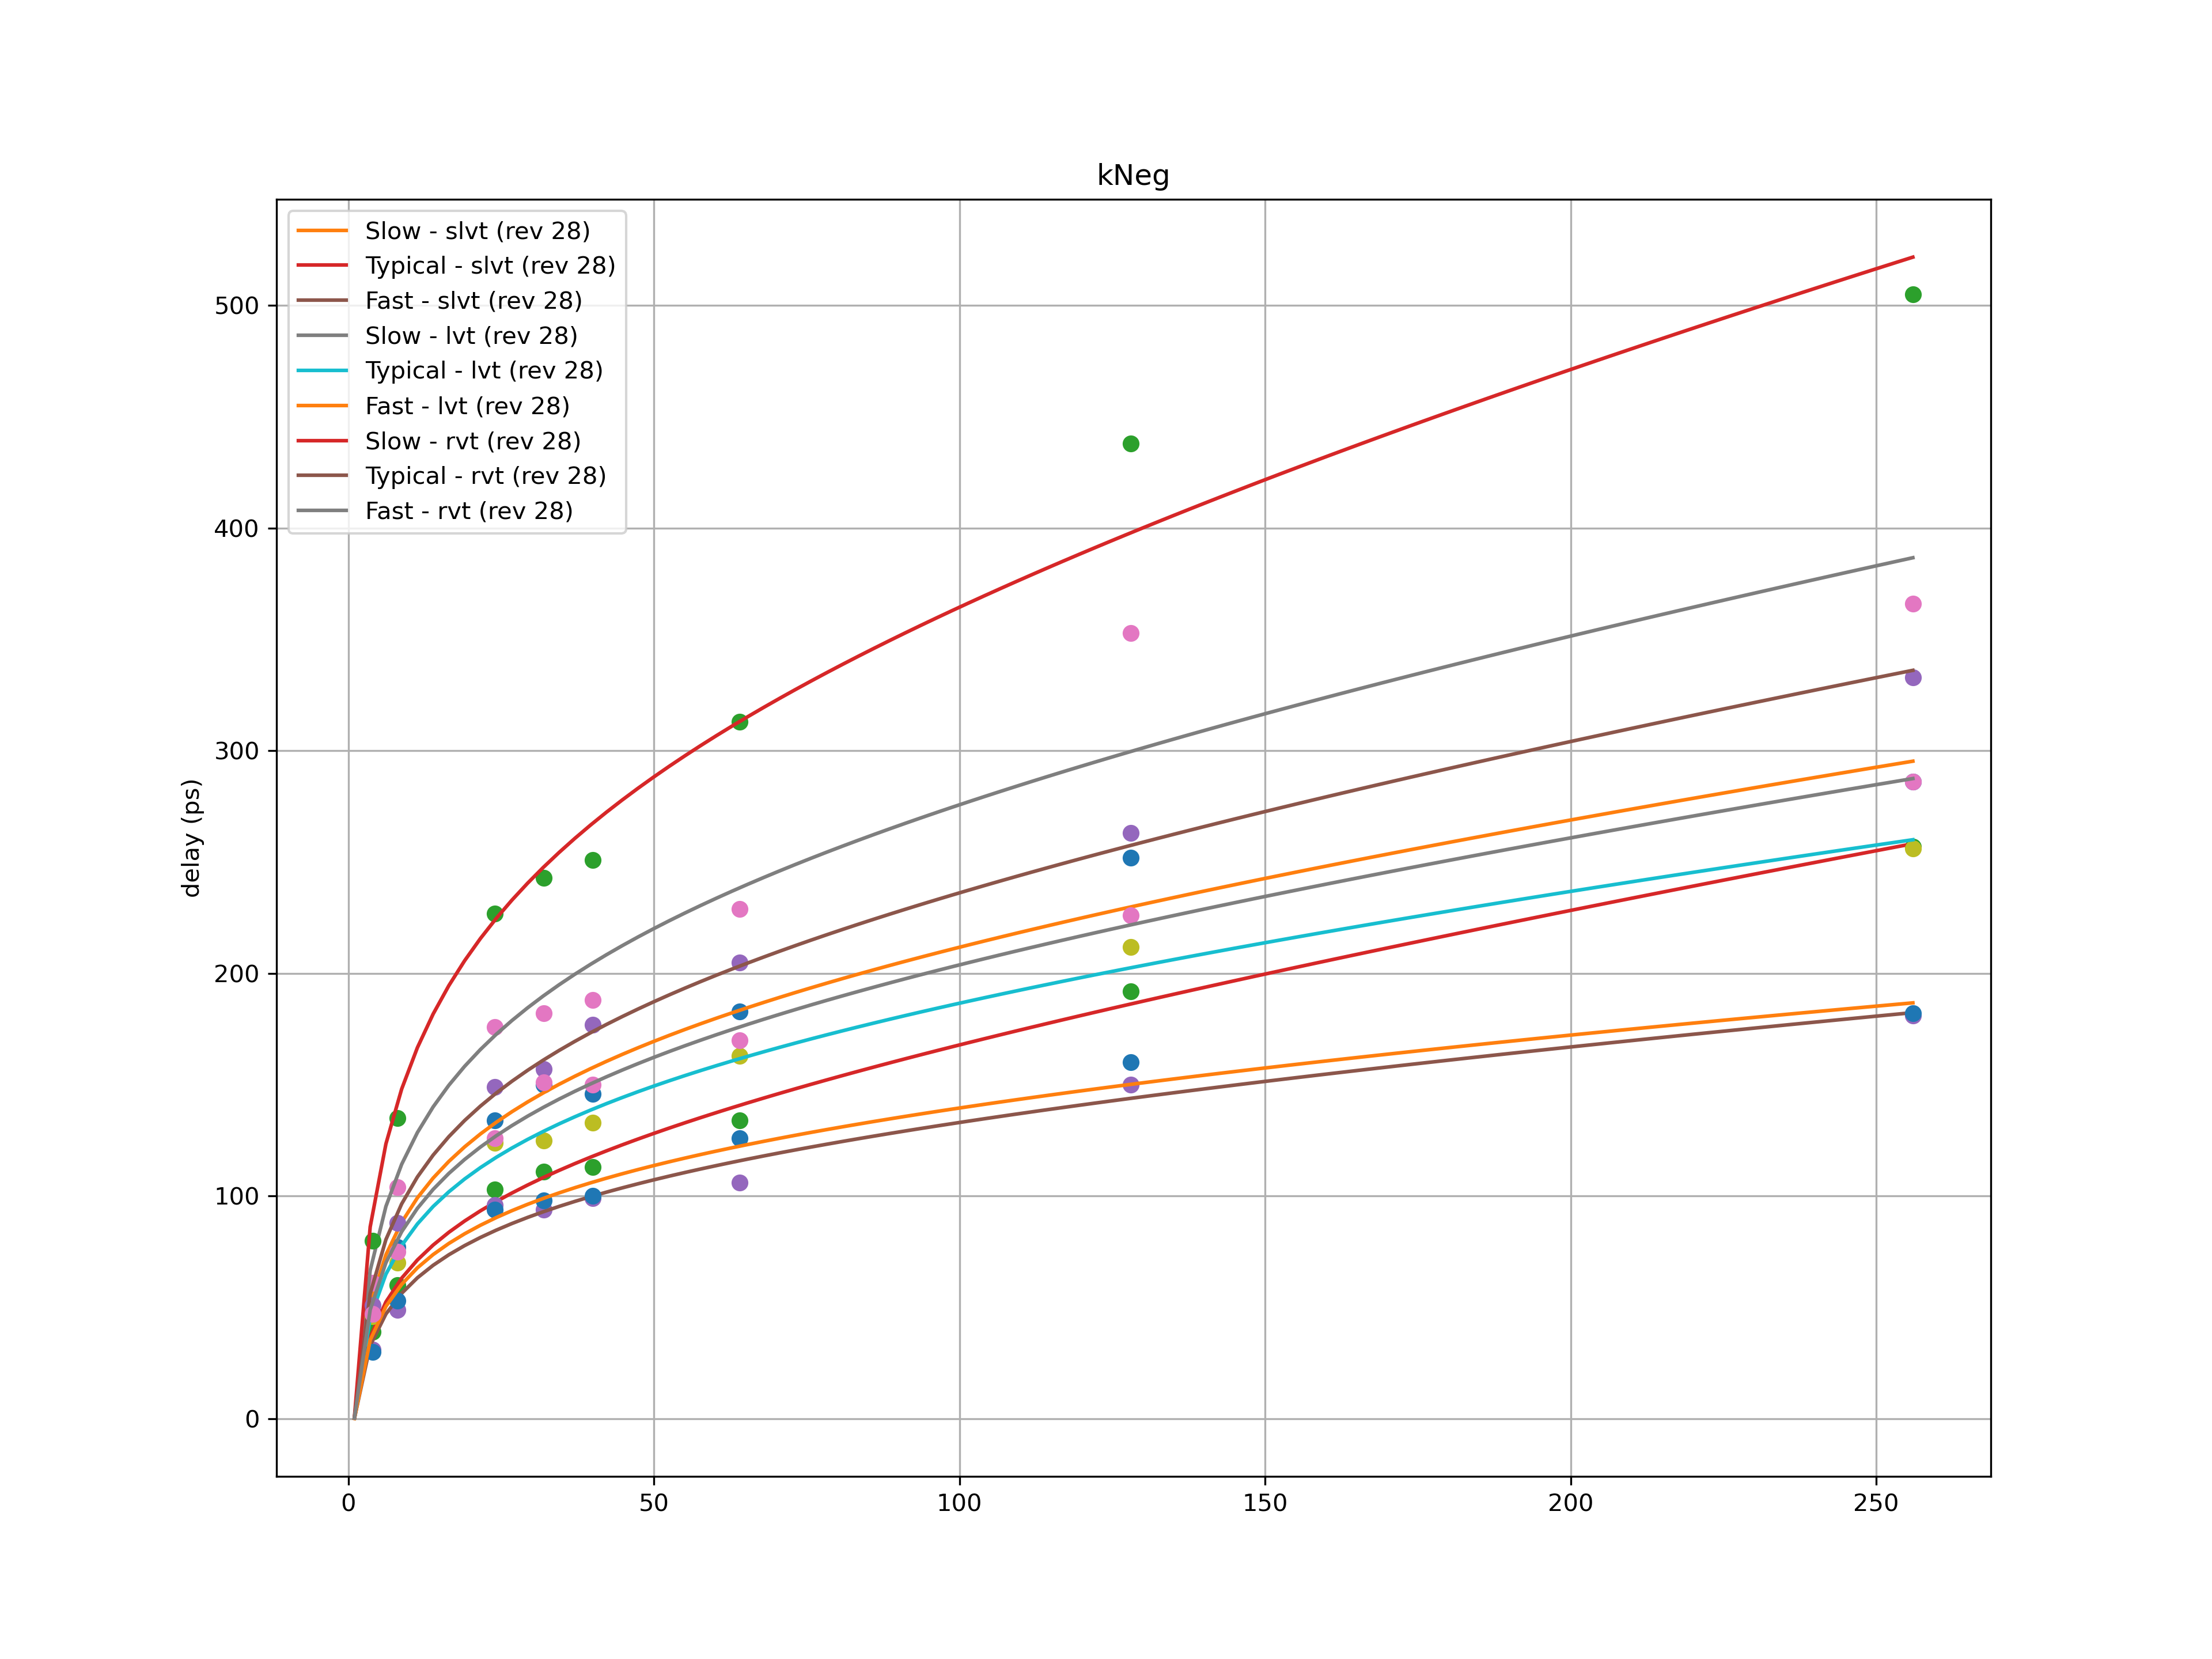 kNeg
Slow - slvt (rev 28)
Typical - slvt (rev 28)
Fast - slvt (rev 28)
Slow - lvt (rev 28)
Typical - lvt (rev 28)
Fast - lvt (rev 28)
Slow - rvt (rev 28)
Typical - rvt (rev 28)
Fast - rvt (rev 28)
500
400
300
200
100
0
delay (ps)
0 50 100 150 200 250